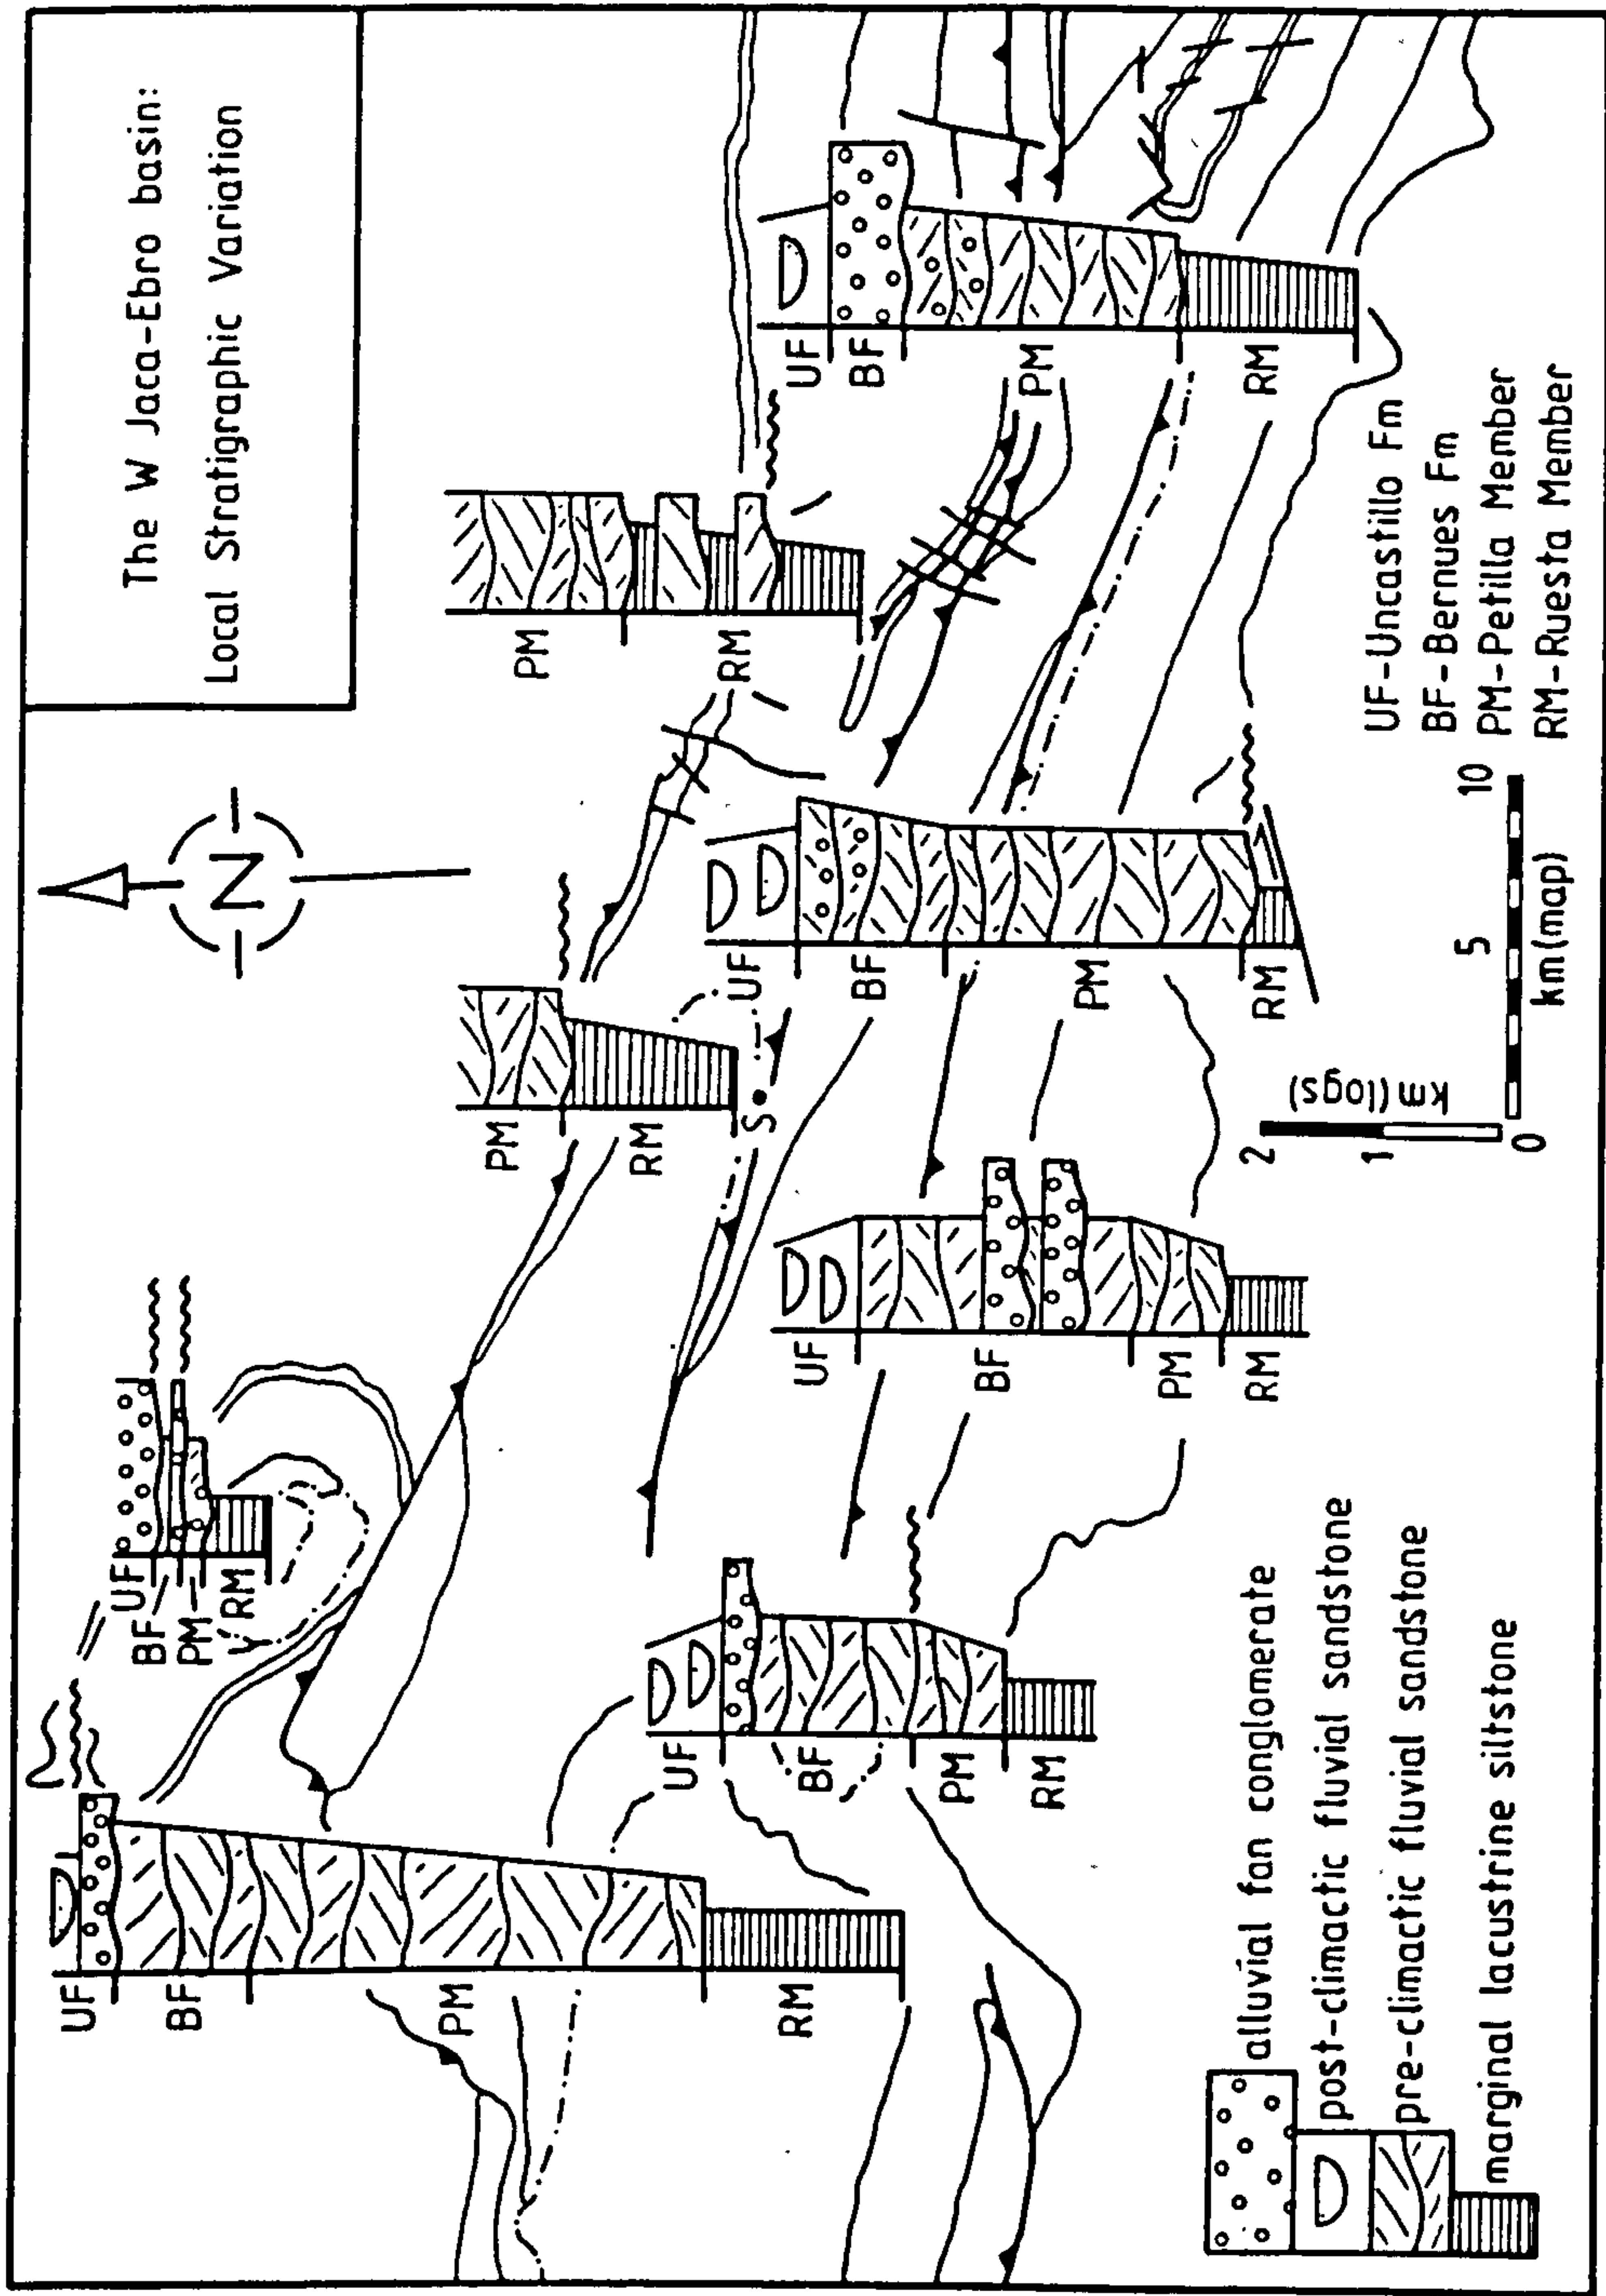 The W Jaca-Ebro basin:
Local Stratigraphic Variation
N
UF
BF
PM
RM
UF
BF
PM
RM
UF
BF
PM
RM
UF
BF
PM
RM
PM
RM
S
UF
BF
PM
RM
PM
RM
UF
BF
PM
RM
alluvial fan conglomerate
post-climactic fluvial sandstone
pre-climactic fluvial sandstone
marginal lacustrine siltstone
2
1
km(logs)
0
5
10
km(map)
UF-Uncastillo Fm
BF-Bernues Fm
PM-Petilla Member
RM-Ruesta Member